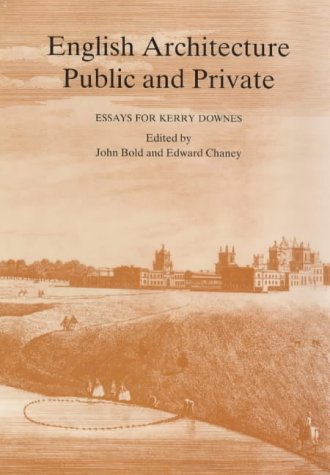 English Architecture
Public and Private
ESSAYS FOR KERRY DOWNES
Edited by
John Bold and Edward Chaney